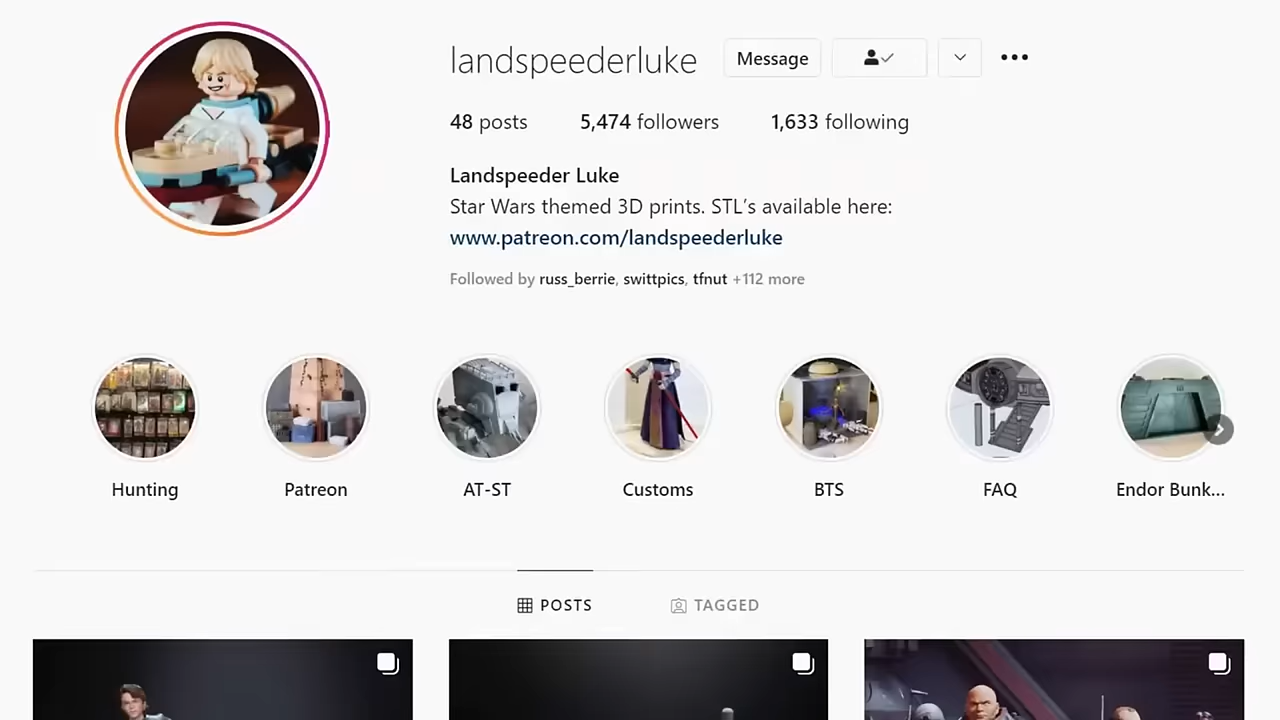 landspeederluke Message
48 posts 5,474 followers 1,633 following
Landspeeder Luke
Star Wars themed 3D prints. STL’s available here:
www.patreon.com/landspeederluke
Followed by russ_berrie, swittpics, tfnut +112 more
Hunting Patreon AT-ST Customs BTS FAQ Endor Bunk...
POSTS TAGGED